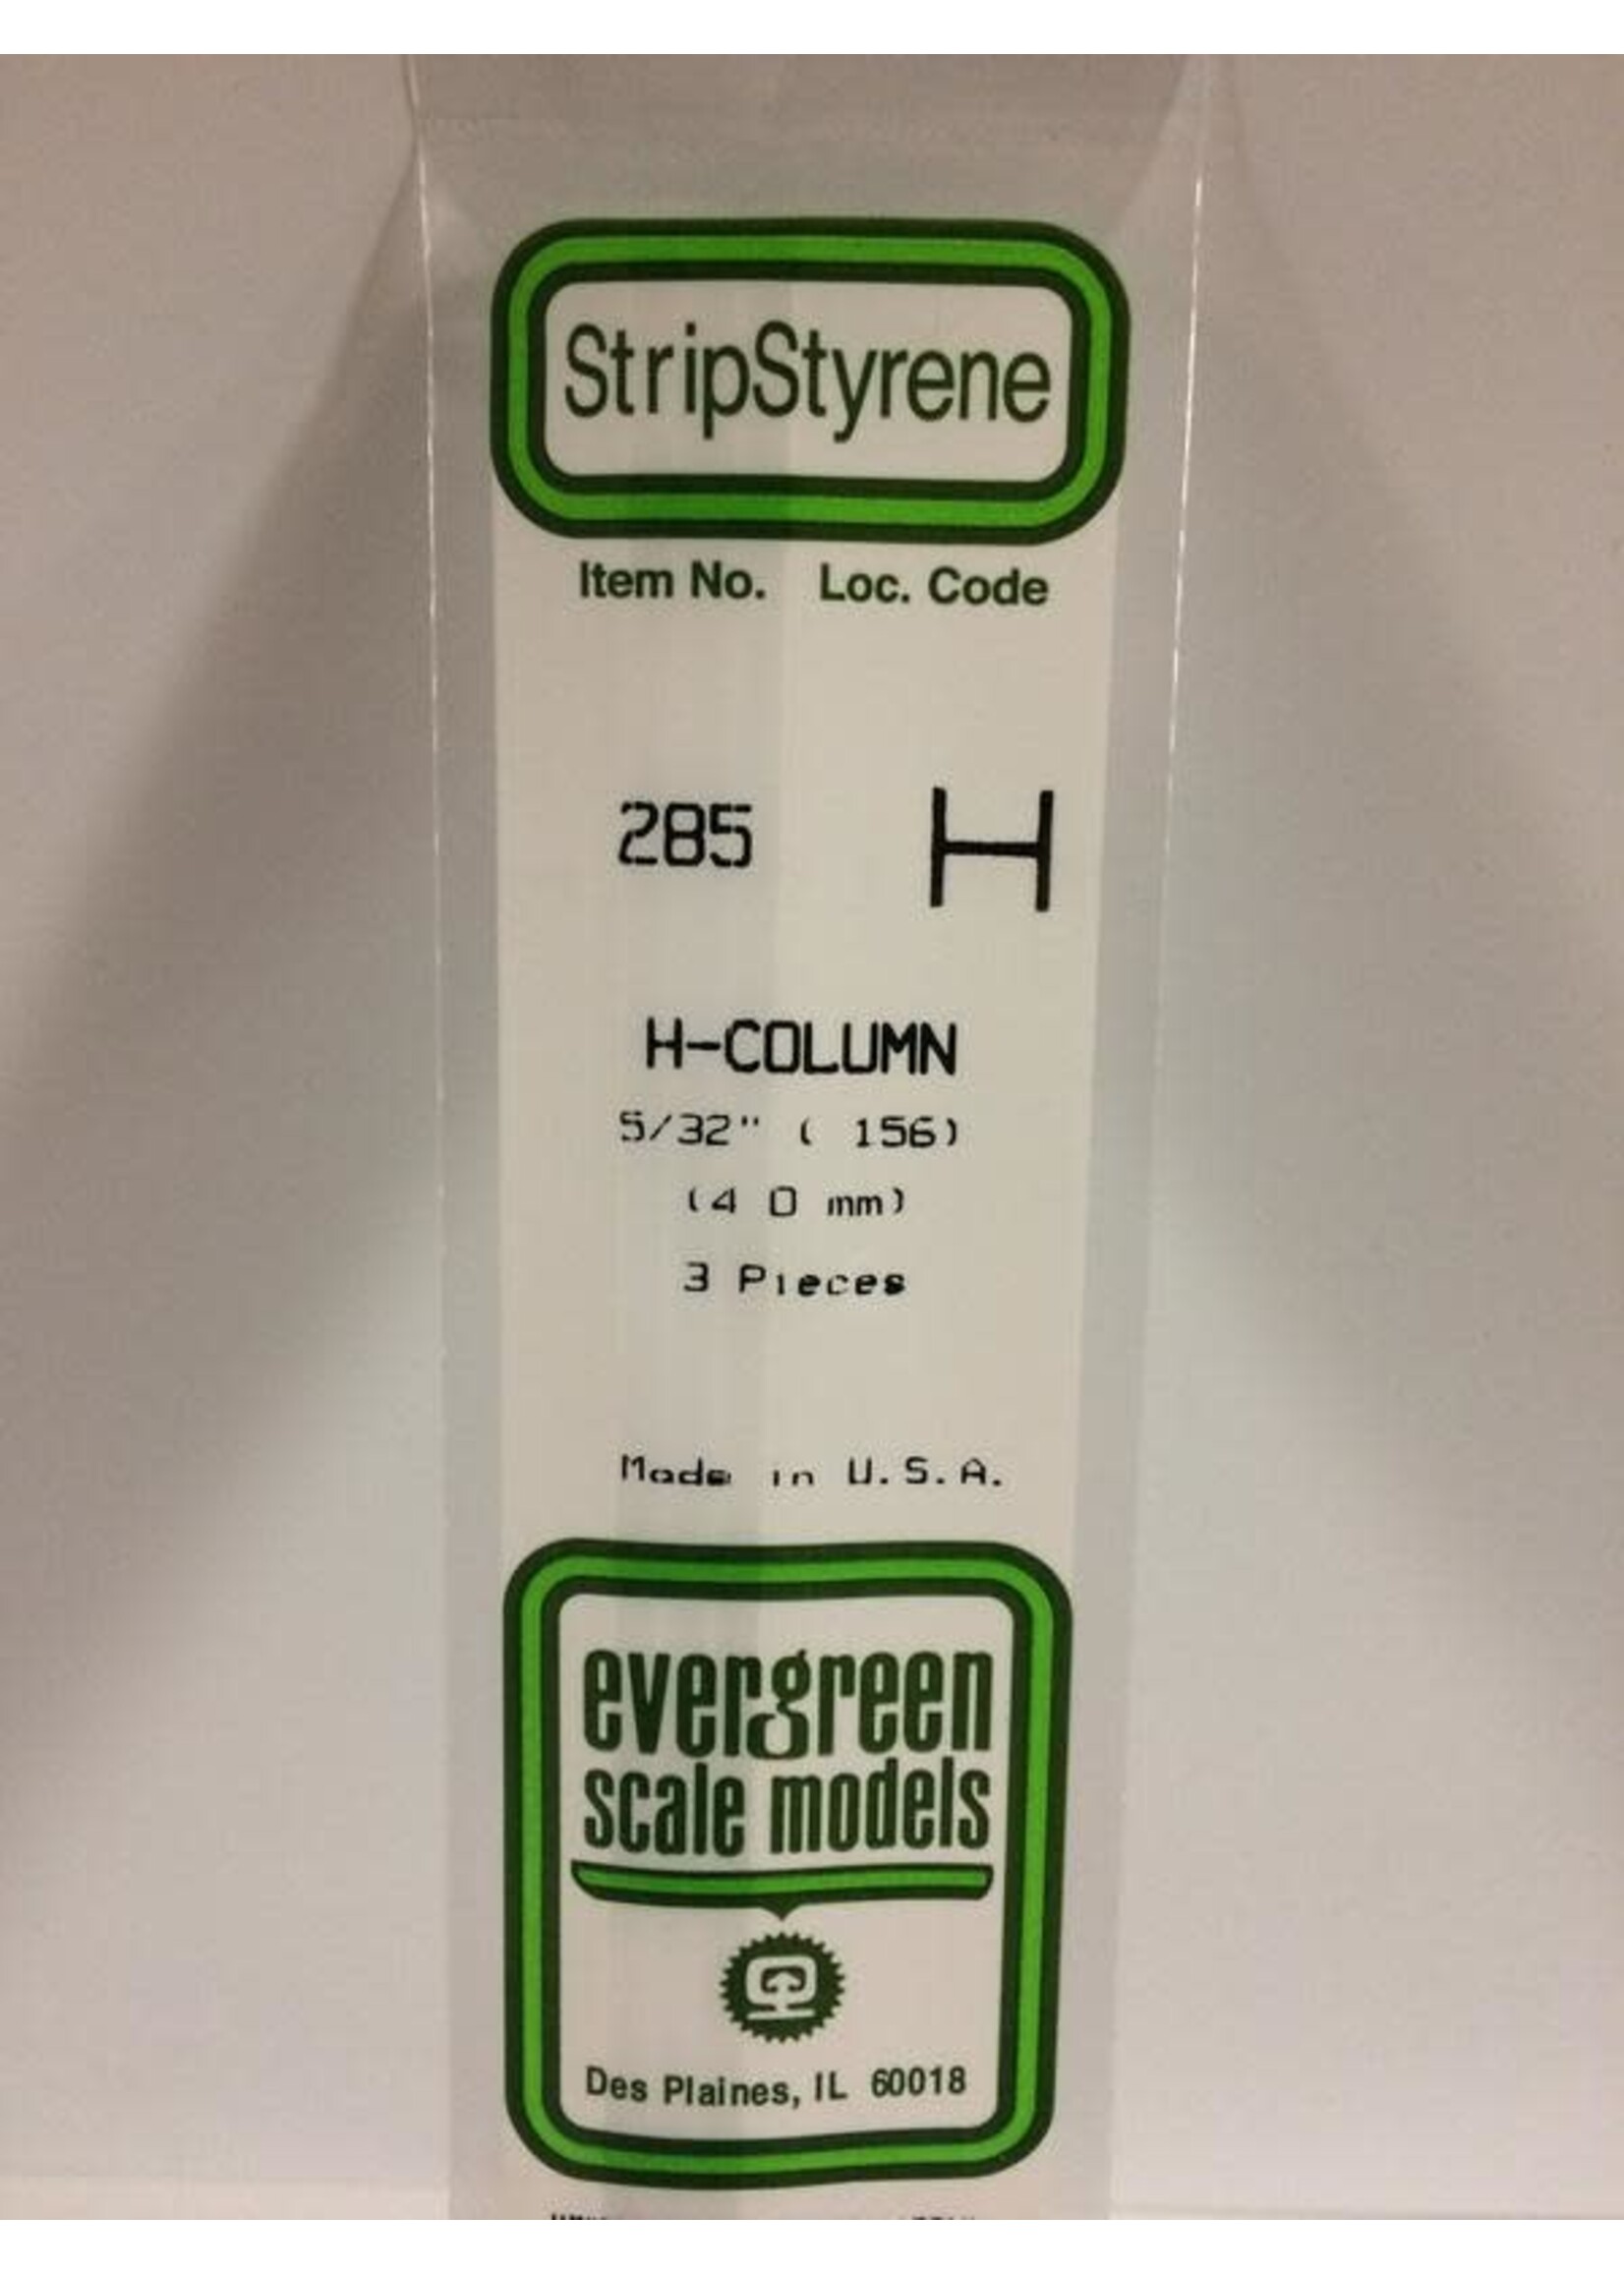 StripStyrene
Item No. Loc. Code
285 H
H-COLUMN
5/32" ( 156)
(4 0 mm)
3 Pieces
Made in U.S.A.
evergreen
scale models
Des Plaines, IL 60018